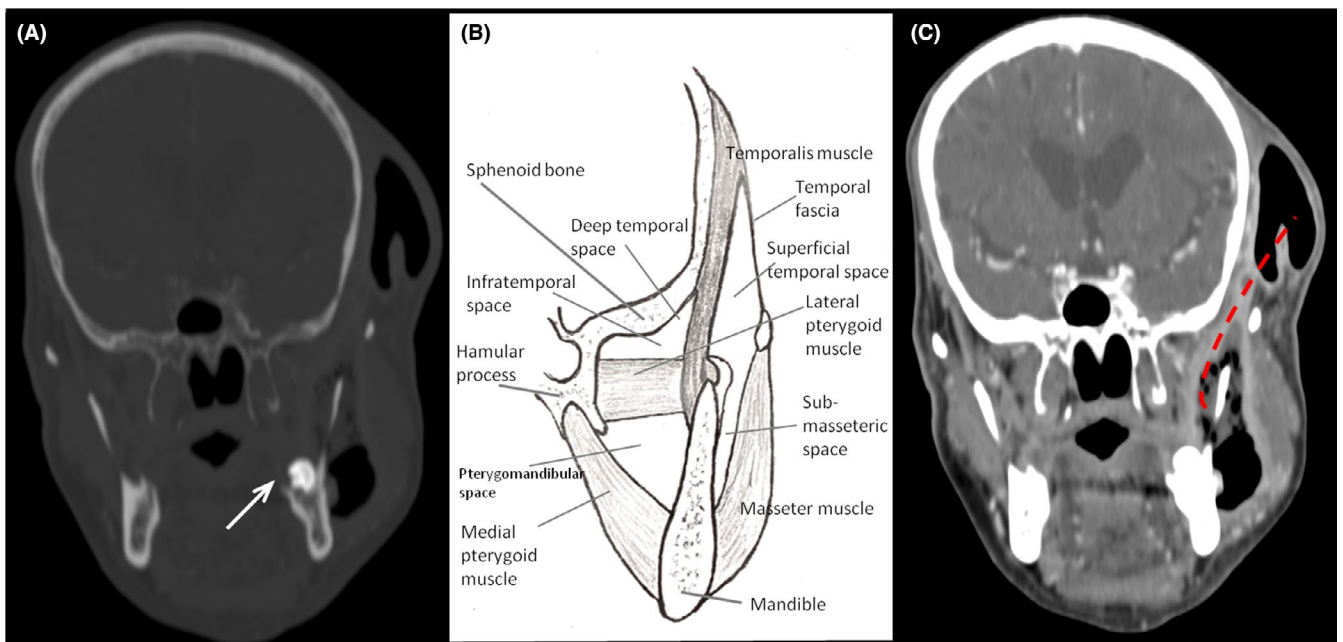 (A)
(B)
(C)
Temporalis muscle
Sphenoid bone
Temporal
fascia
Deep temporal
space
Superficial
temporal space
Infratemporal
space
Lateral
pterygoid
muscle
Hamular
process
Sub-
masseteric
space
Pterygomandibular
space
Masseter muscle
Medial
pterygoid
muscle
Mandible